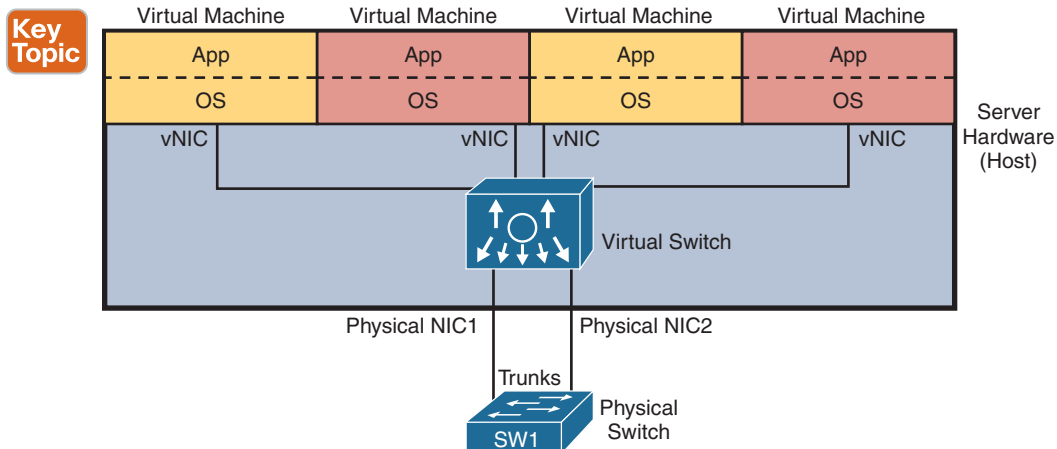 Key
Topic
Virtual Machine
Virtual Machine
Virtual Machine
Virtual Machine
App
App
App
App
OS
OS
OS
OS
vNIC
vNIC
vNIC
vNIC
Server
Hardware
(Host)
Virtual Switch
Physical NIC1
Physical NIC2
Trunks
Physical
Switch
SW1